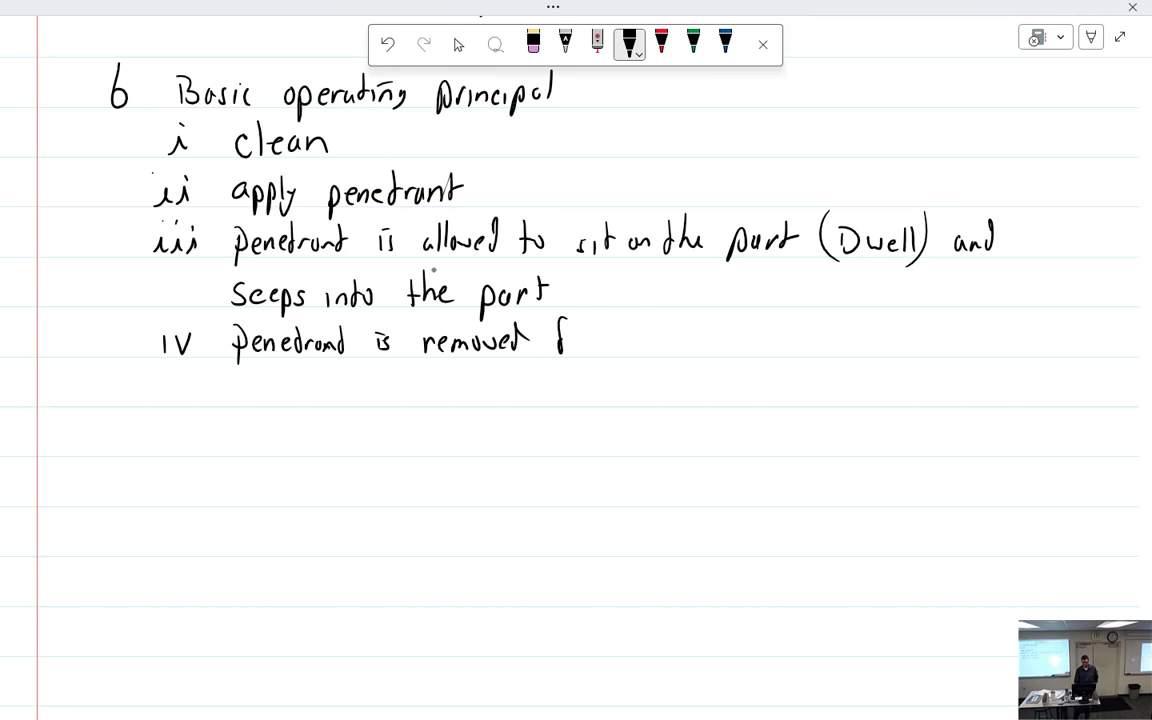 6 Basic operating principal
i clean
ii apply penetrant
iii penetrant is allowed to sit on the part (Dwell) and
seeps into the part
iv penetrant is removed f